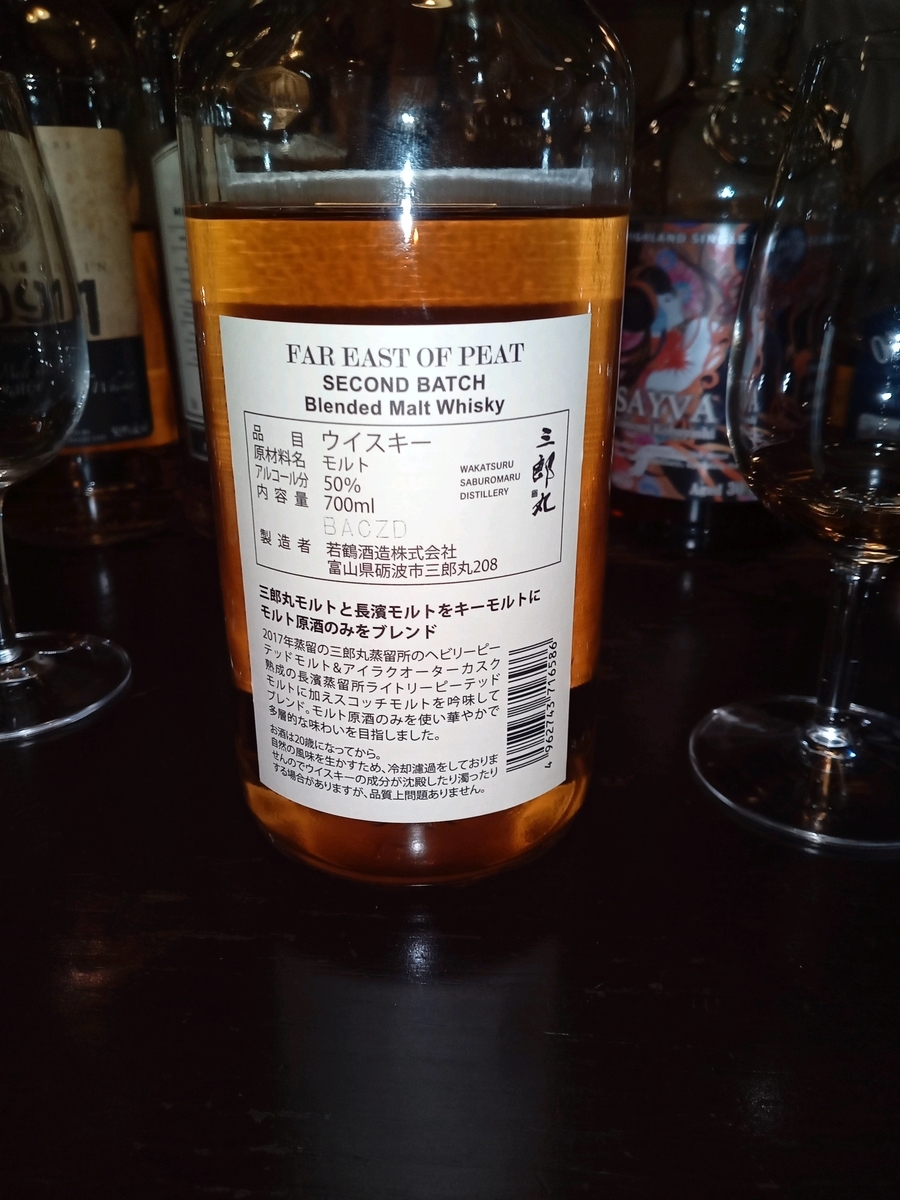 FAR EAST OF PEAT
SECOND BATCH
Blended Malt Whisky
品目 ウイスキー
原材料名 モルト
アルコール分 50%
内容量 700ml
BACZD
製造者 若鶴酒造株式会社
富山県砺波市三郎丸208
WAKATSURU
SABUROMARU
DISTILLERY
三郎丸
三郎丸モルトと長濱モルトをキーモルトに
モルト原酒のみをブレンド
2017年蒸留の三郎丸蒸留所のヘビリーピー
テッドモルト&アイラクオーターカスク
熟成の長濱蒸留所ライトリーピーテッド
モルトに加えスコッチモルトを吟味して
ブレンド。モルト原酒のみを使い華やかで
多層的な味わいを目指しました。
お酒は20歳になってから。
自然の風味を生かすため、冷却濾過をしておりま
せんのでウイスキーの成分が沈殿したり濁ったり
する場合がありますが、品質上問題ありません。
4 962743 716586
HIGHLAND SINGLE
SAYVA